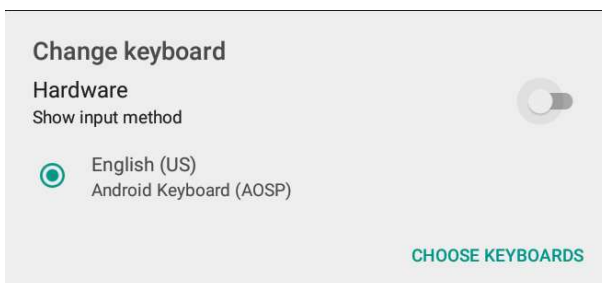 Change keyboard
Hardware
Show input method
English (US)
Android Keyboard (AOSP)
CHOOSE KEYBOARDS